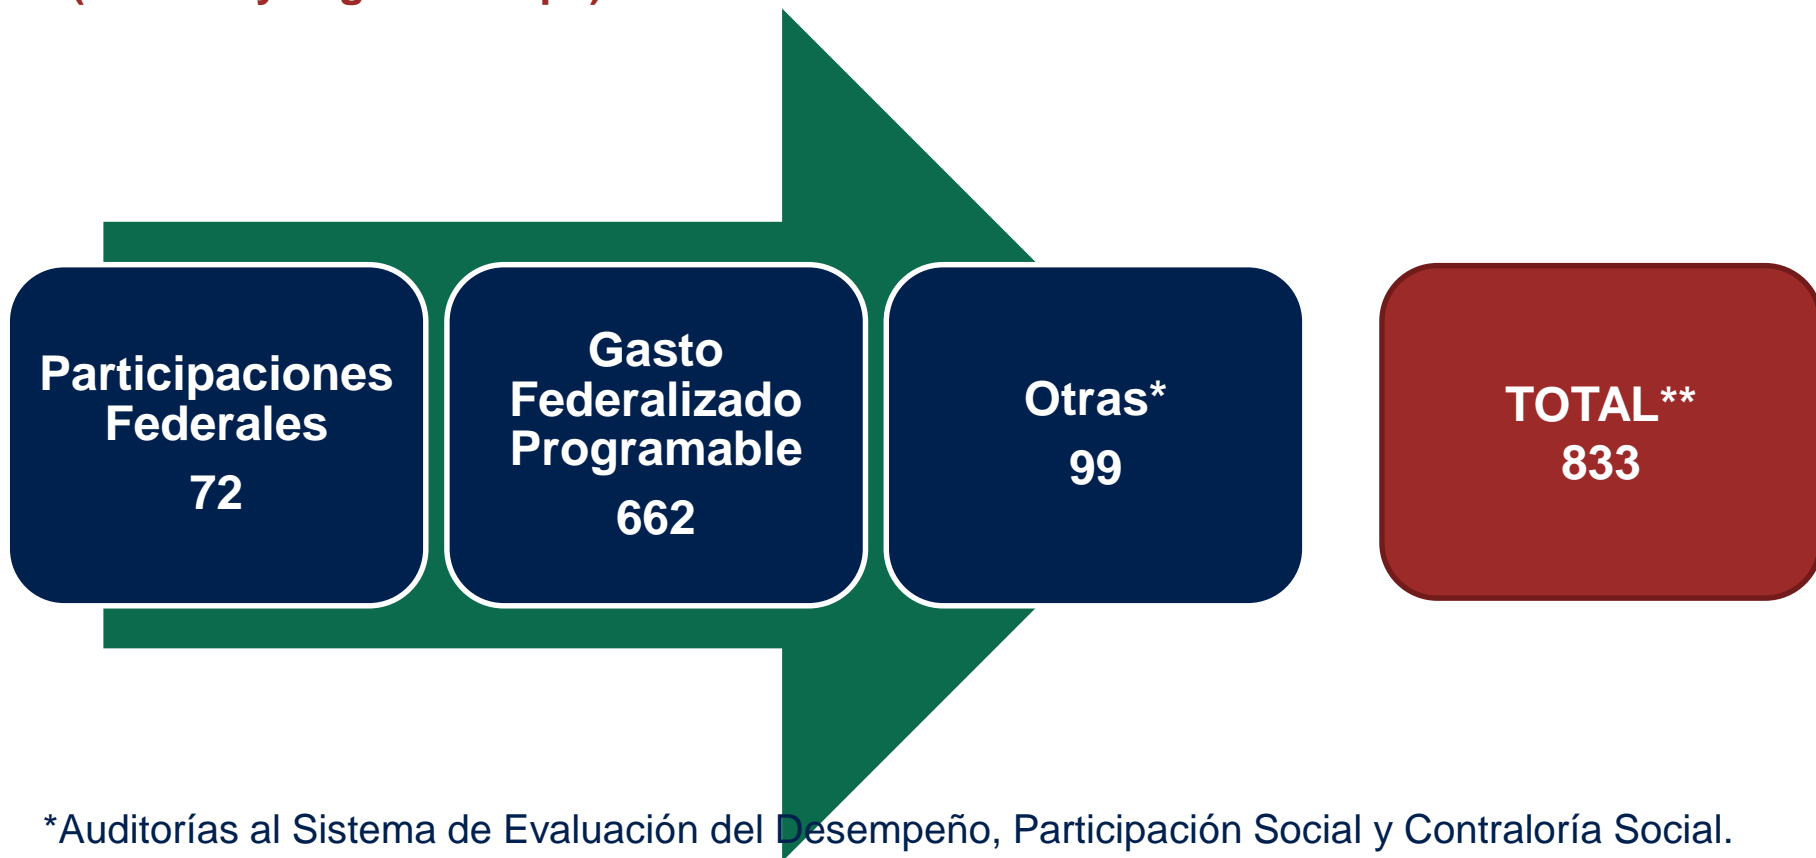 Participaciones
Federales
72
Gasto
Federalizado
Programable
662
Otras*
99
TOTAL**
833
*Auditorías al Sistema de Evaluación del Desempeño, Participación Social y Contraloría Social.